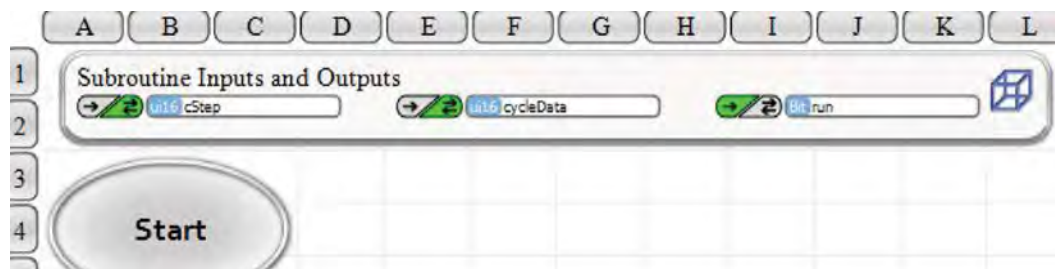 A B C D E F G H I J K L
1
Subroutine Inputs and Outputs
ui16 cStep ui16 cycleData Bit run
2
3
4
Start